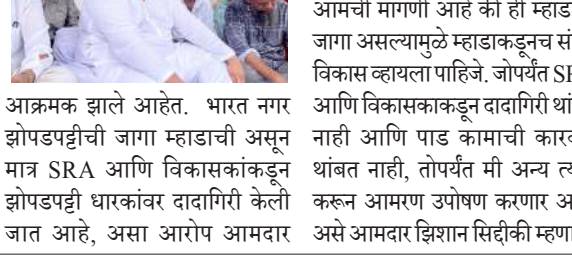 आक्रमक झाले आहेत. भारत नगर
झोपडपट्टीची जागा म्हाडाची असून
मात्र SRA आणि विकासकांकडून
झोपडपट्टी धारकांवर दादागिरी केली
जात आहे, असा आरोप आमदार
आमची मागणी आहे की ही म्हाड
जागा असल्यामुळे म्हाडाकडूनच
विकास व्हायला पाहिजे. जोपर्यंत
आणि विकासकाकडून दादागिरी
नाही आणि पाड कामाची
थांबत नाही, तोपर्यंत मी अन्य
करून आमरण उपोषण करणार
असे आमदार झिशान सिद्दीकी